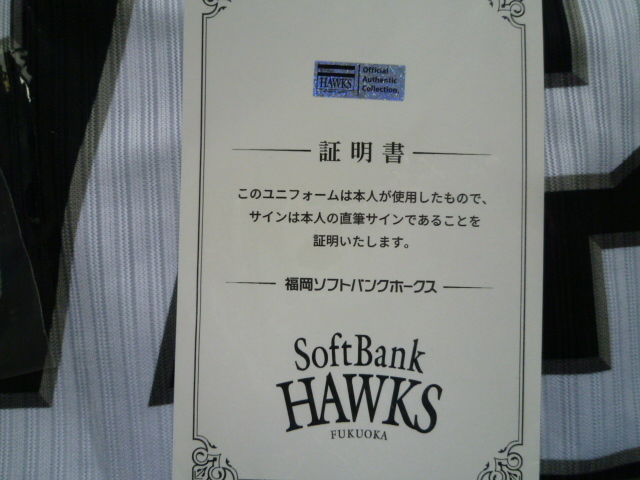 HAWKS
Official
Authentic
Collection.
証明書
このユニフォームは本人が使用したもので、
サインは本人の直筆サインであることを
証明いたします。
福岡ソフトバンクホークス
SoftBank
HAWKS
FUKUOKA